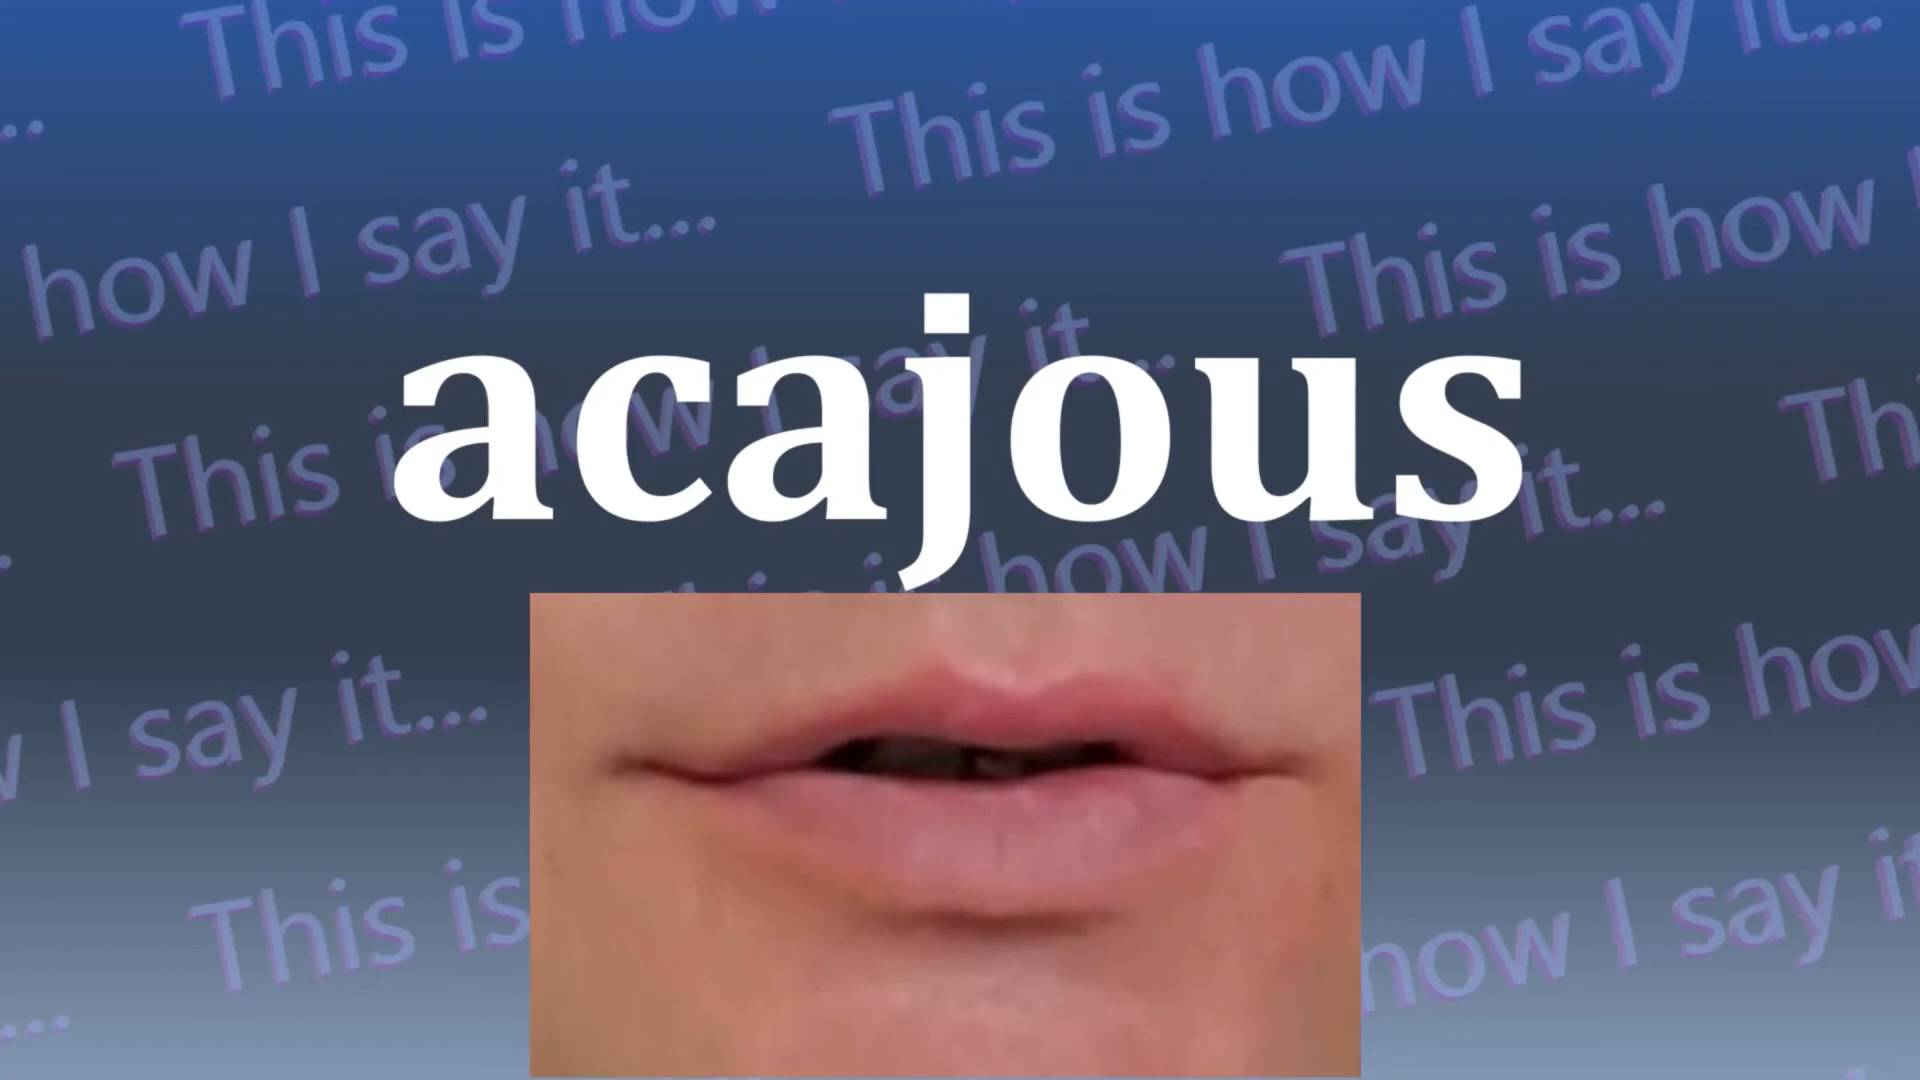 This is how
This is how I say it...
how I say it...
This is how I
acajous
This is how I say it...
This
This is how I say it...
I say it...
This is how
This is
how I say it